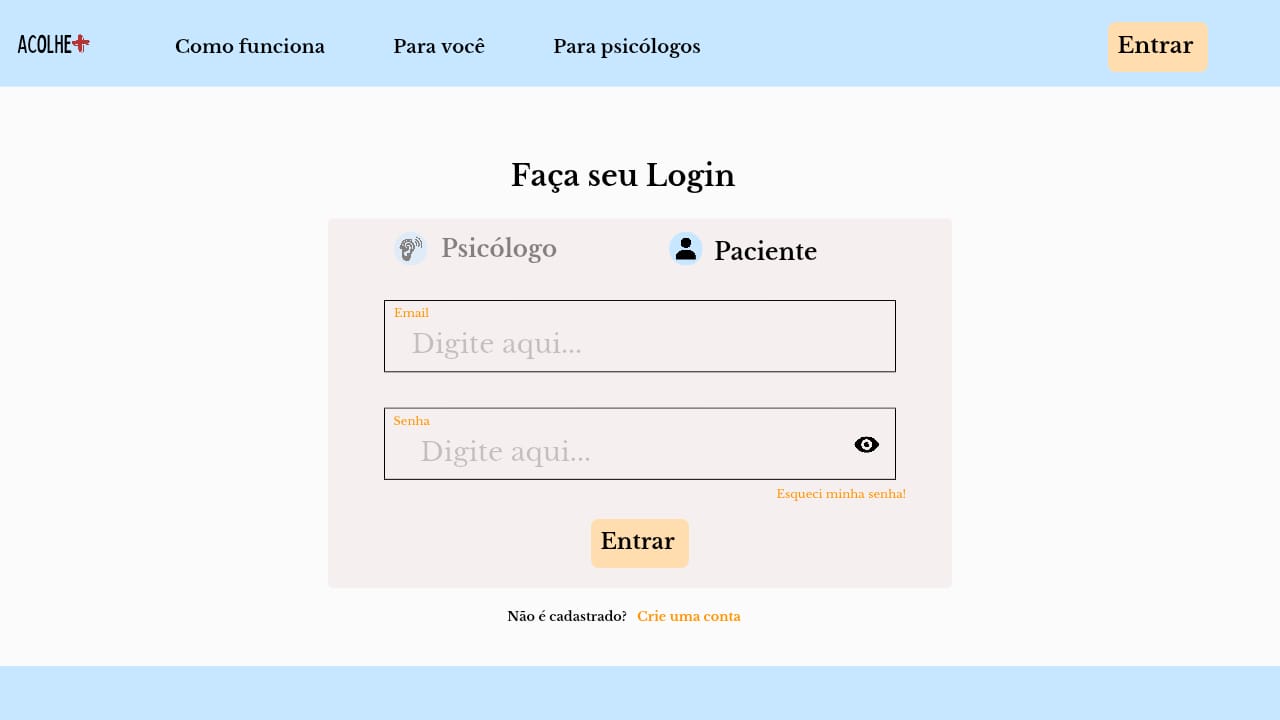 ACOLHE+
Como funciona
Para você
Para psicólogos
Entrar
Faça seu Login
Psicólogo
Paciente
Email
Digite aqui...
Senha
Digite aqui...
Esqueci minha senha!
Entrar
Não é cadastrado? Crie uma conta